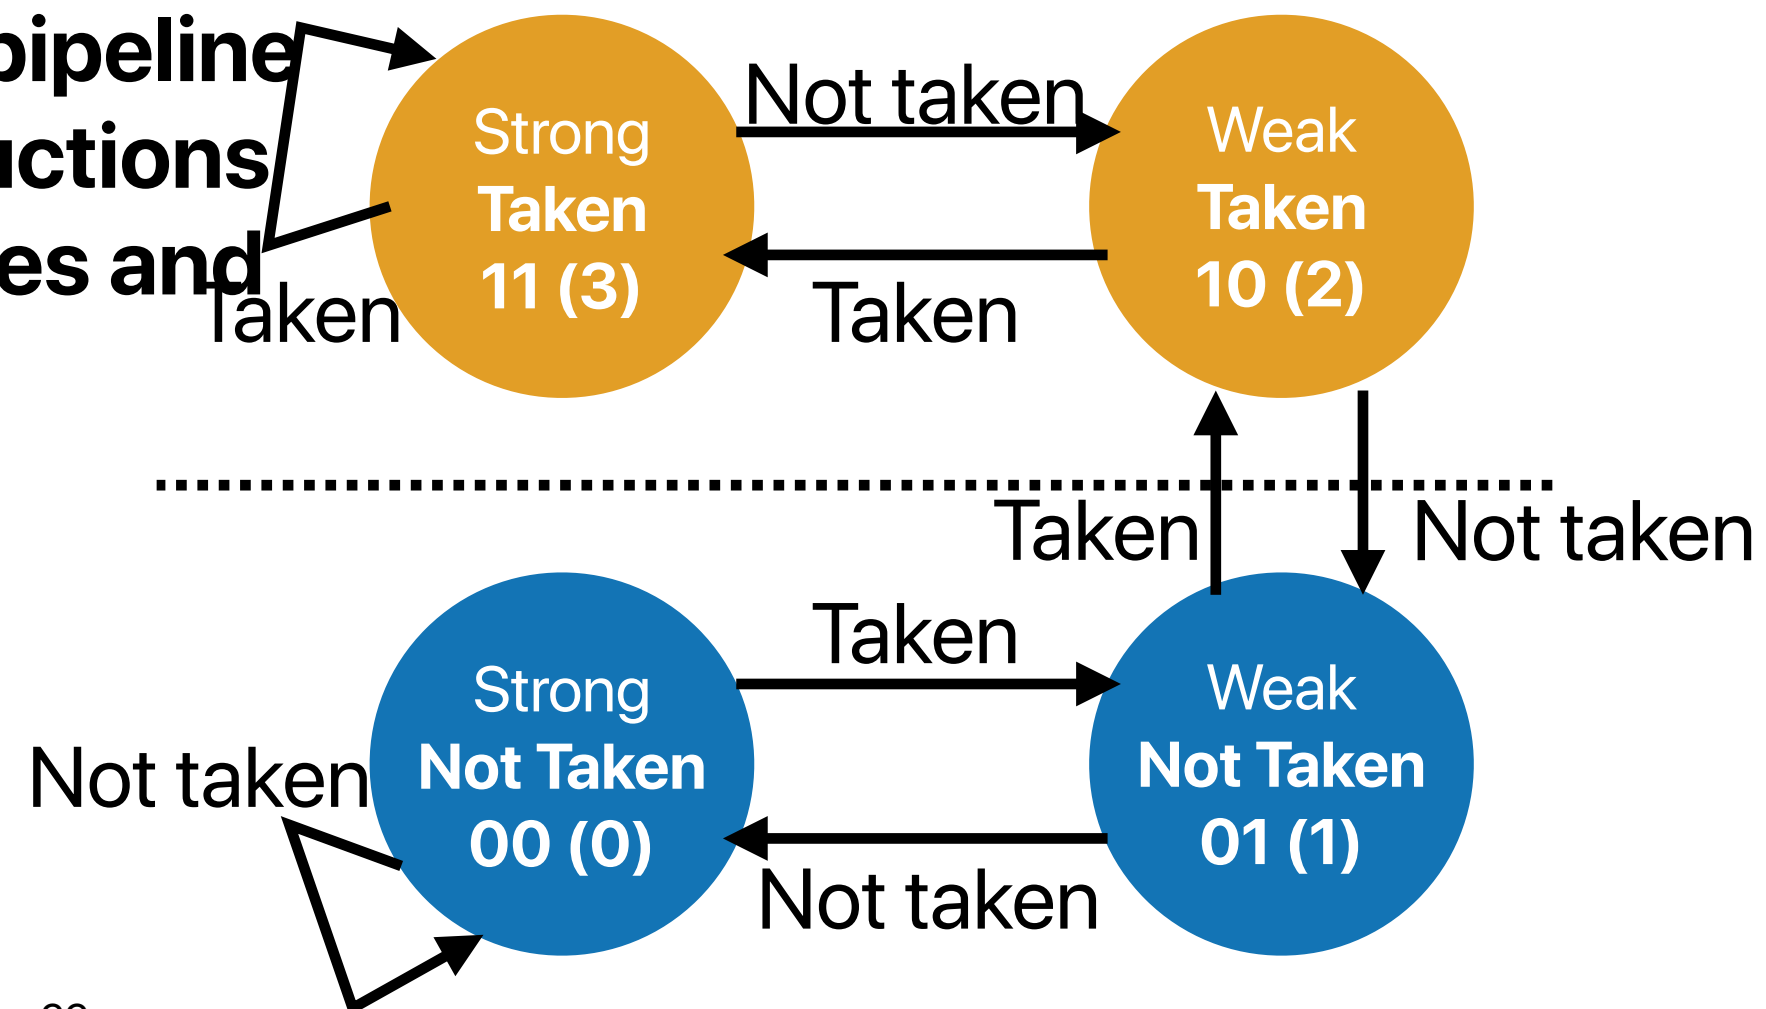 pipeline
uctions
es and
Taken
Strong
Taken
11 (3)
Not taken
Taken
Weak
Taken
10 (2)
Taken
Not taken
Not taken
Strong
Not Taken
00 (0)
Taken
Not taken
Weak
Not Taken
01 (1)